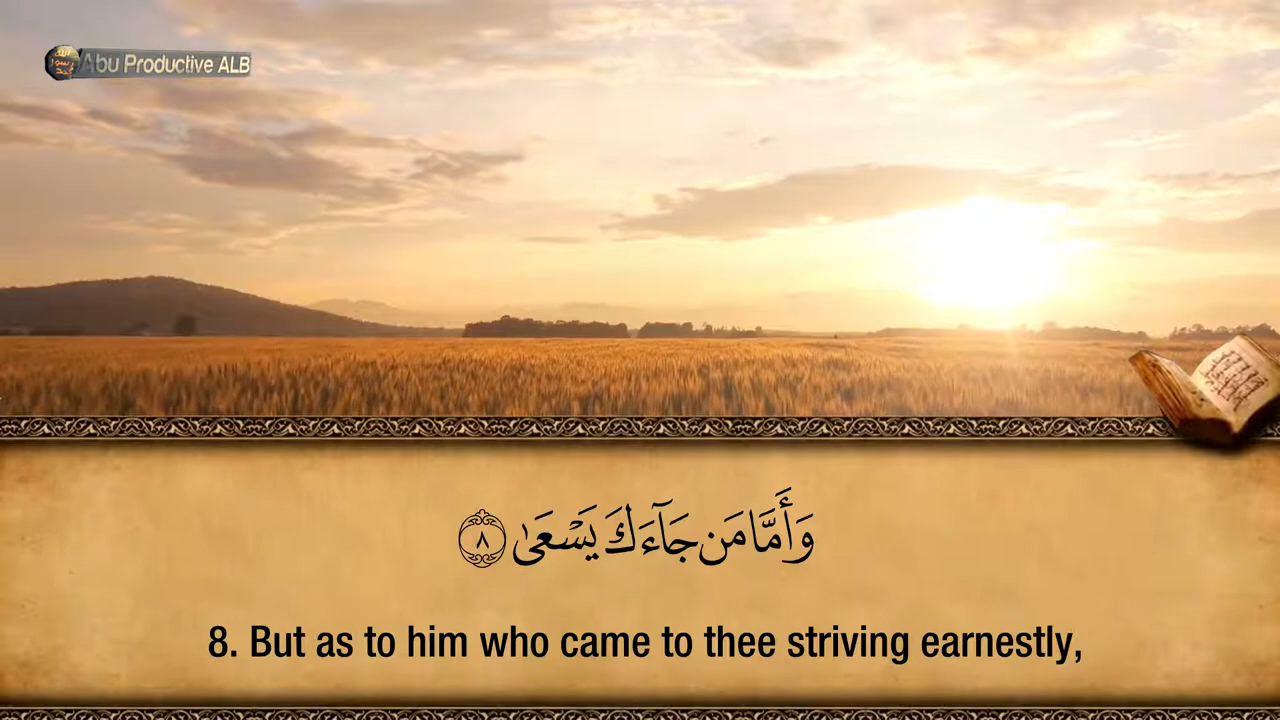 Abu Productive ALB
وَأَمَّا مَن جَآءَكَ يَسْعَىٰ ٨
8. But as to him who came to thee striving earnestly,